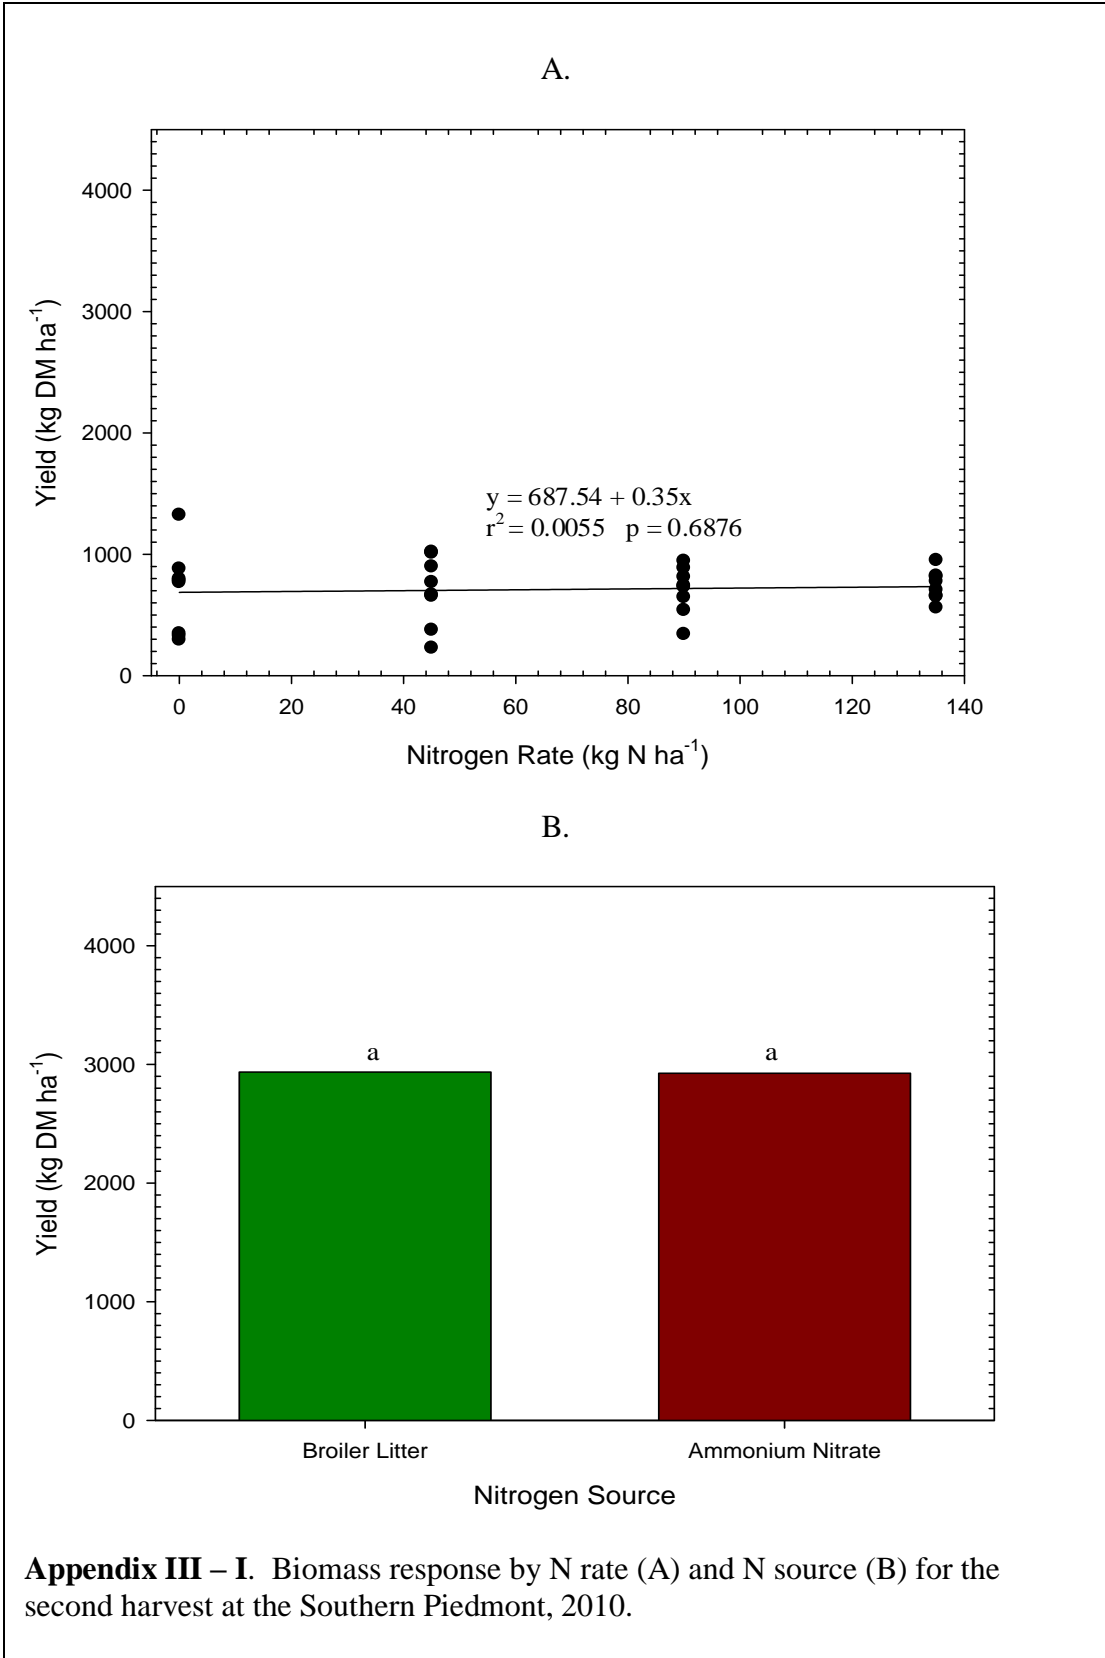 A.
4000
3000
2000
1000
0
Yield (kg DM ha⁻¹)
y = 687.54 + 0.35x
r² = 0.0055 p = 0.6876
0 20 40 60 80 100 120 140
Nitrogen Rate (kg N ha⁻¹)
B.
4000
3000
2000
1000
0
Yield (kg DM ha⁻¹)
a a
Broiler Litter Ammonium Nitrate
Nitrogen Source
Appendix III – I. Biomass response by N rate (A) and N source (B) for the
second harvest at the Southern Piedmont, 2010.